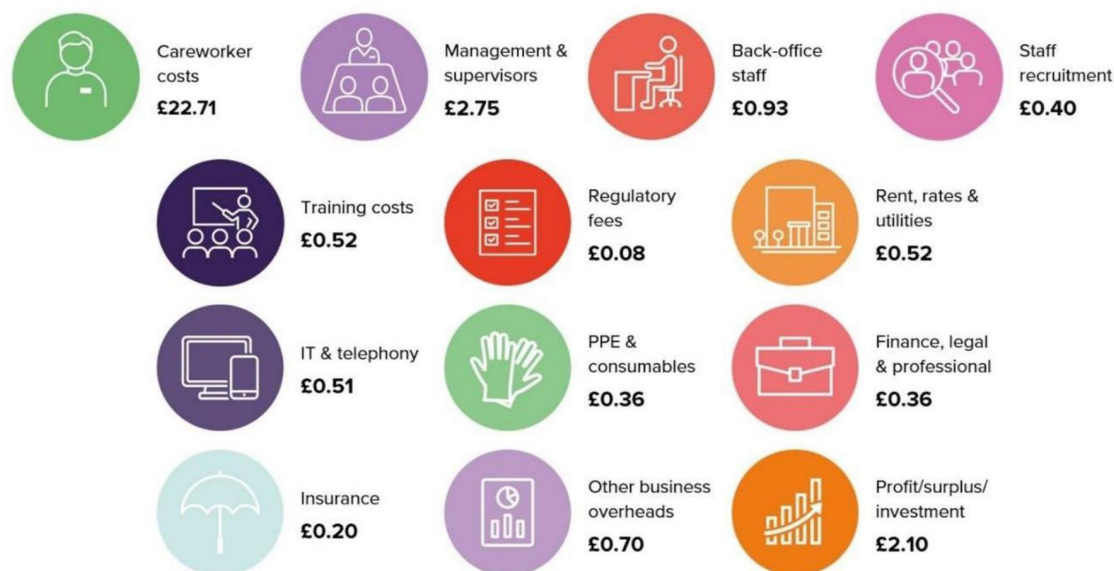 Careworker
costs
£22.71
Management &
supervisors
£2.75
Back-office
staff
£0.93
Staff
recruitment
£0.40
Training costs
£0.52
Regulatory
fees
£0.08
Rent, rates &
utilities
£0.52
IT & telephony
£0.51
PPE &
consumables
£0.36
Finance, legal
& professional
£0.36
Insurance
£0.20
Other business
overheads
£0.70
Profit/surplus/
investment
£2.10